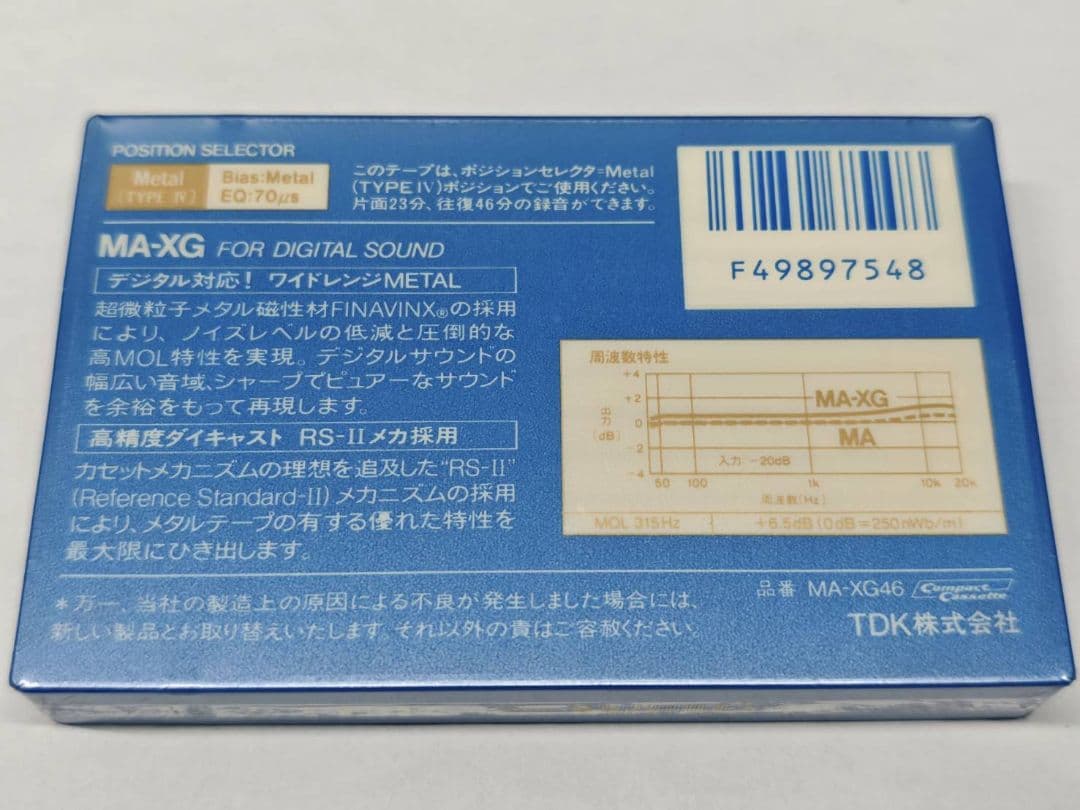 POSITION SELECTOR
Metal
(TYPE IV)
Bias:Metal
EQ:70μs
このテープは、ポジションセレクタ=Metal
(TYPE IV)ポジションでご使用ください。
片面23分、往復46分の録音ができます。
F49897548
MA-XG FOR DIGITAL SOUND
デジタル対応! ワイドレンジMETAL
超微粒子メタル磁性材FINAVINX®の採用
により、ノイズレベルの低減と圧倒的な
高MOL特性を実現。デジタルサウンドの
幅広い音域、シャープでピュアーなサウンド
を余裕をもって再現します。
高精度ダイキャスト RS-IIメカ採用
カセットメカニズムの理想を追及した"RS-II"
(Reference Standard-II)メカニズムの採用
により、メタルテープの有する優れた特性を
最大限にひき出します。
周波数特性
+4
+2
0
-2
-4
出力
(dB)
MA-XG
MA
入力 -20dB
50 100 1k 10k 20k
周波数(Hz)
MOL 315Hz +6.5dB(0dB=250nWb/m)
*万一、当社の製造上の原因による不良が発生しました場合には、
新しい製品とお取り替えいたします。それ以外の責はご容赦ください。
品番 MA-XG46 Compact Cassette
TDK株式会社